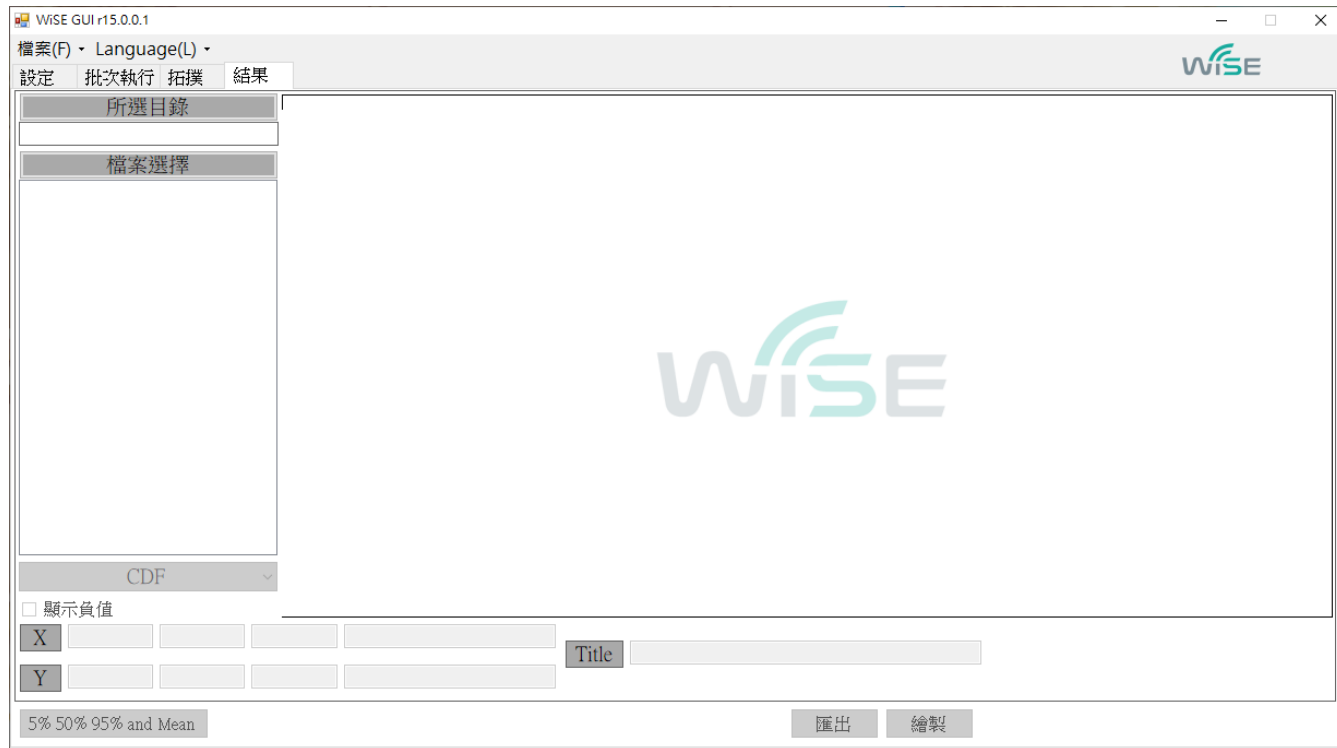 WiSE GUI r15.0.0.1
檔案(F) Language(L)
WiSE
設定 批次執行 拓撲 結果
所選目錄
檔案選擇
WiSE
CDF
顯示負值
X
Title
Y
5% 50% 95% and Mean
匯出 繪製